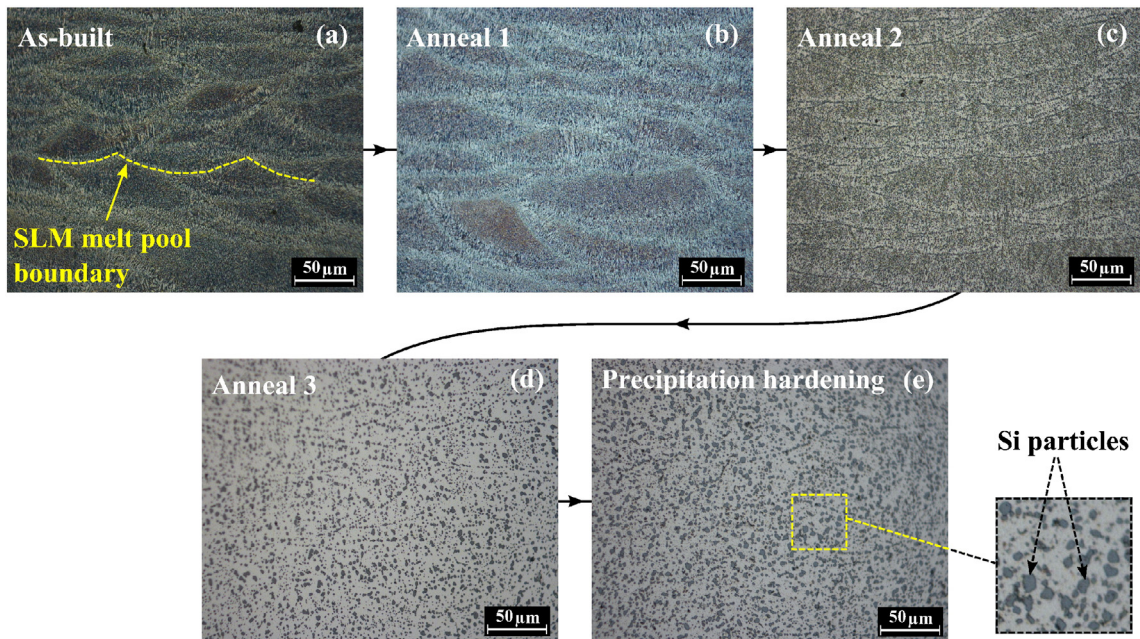 As-built
(a)
SLM melt pool
boundary
50 µm
Anneal 1
(b)
50 µm
Anneal 2
(c)
50 µm
Anneal 3
(d)
50 µm
Precipitation hardening
(e)
50 µm
Si particles